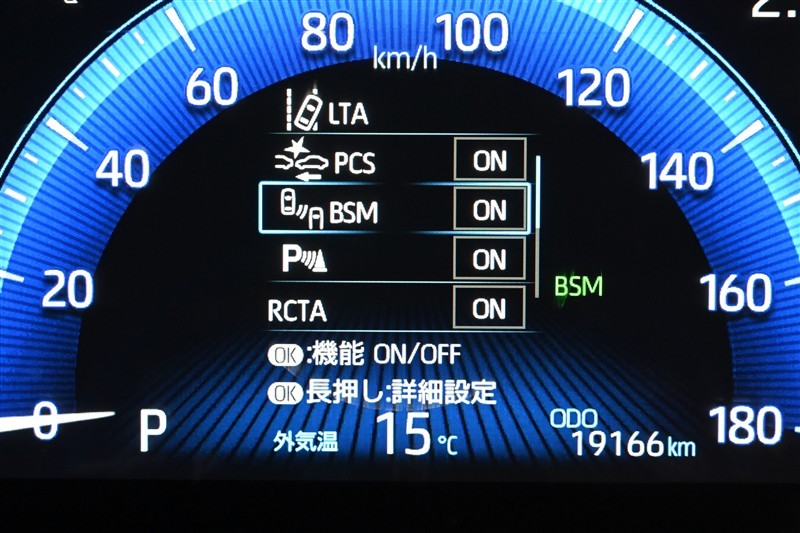 2.
80 100
km/h
60 120
LTA
40 PCS ON 140
BSM ON
P ON
20 BSM 160
RCTA ON
OK:機能 ON/OFF
OK長押し:詳細設定
0 P 外気温 15℃ ODO 180
19166km